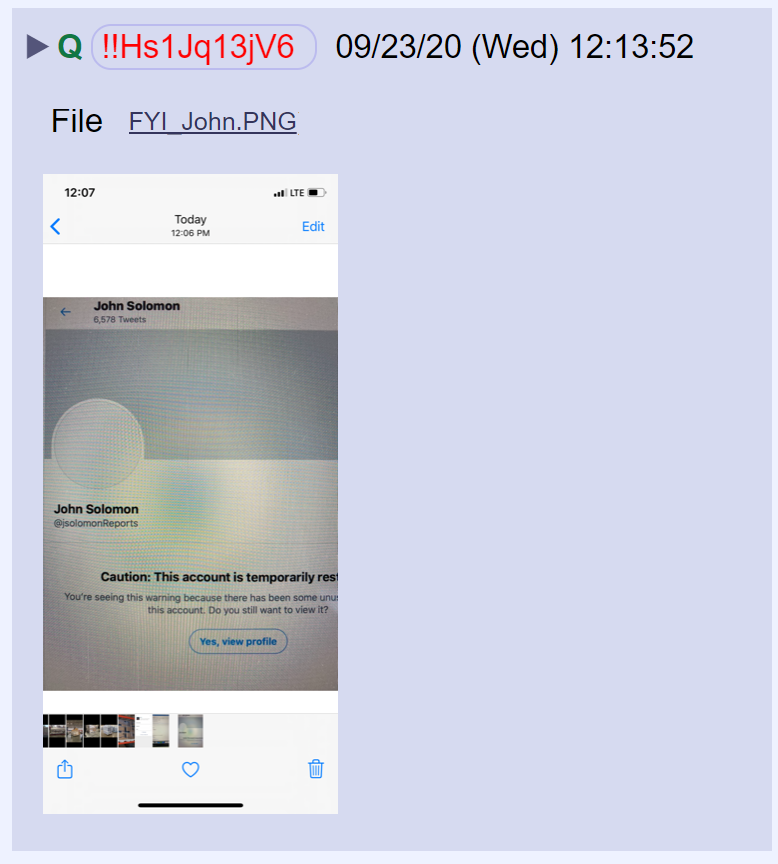 Q !!Hs1Jq13jV6 09/23/20 (Wed) 12:13:52
File FYI_John.PNG
12:07 LTE
Today
12:06 PM
Edit
John Solomon
6,578 Tweets
John Solomon
@jsolomonReports
Caution: This account is temporarily rest
You're seeing this warning because there has been some unus
this account. Do you still want to view it?
Yes, view profile